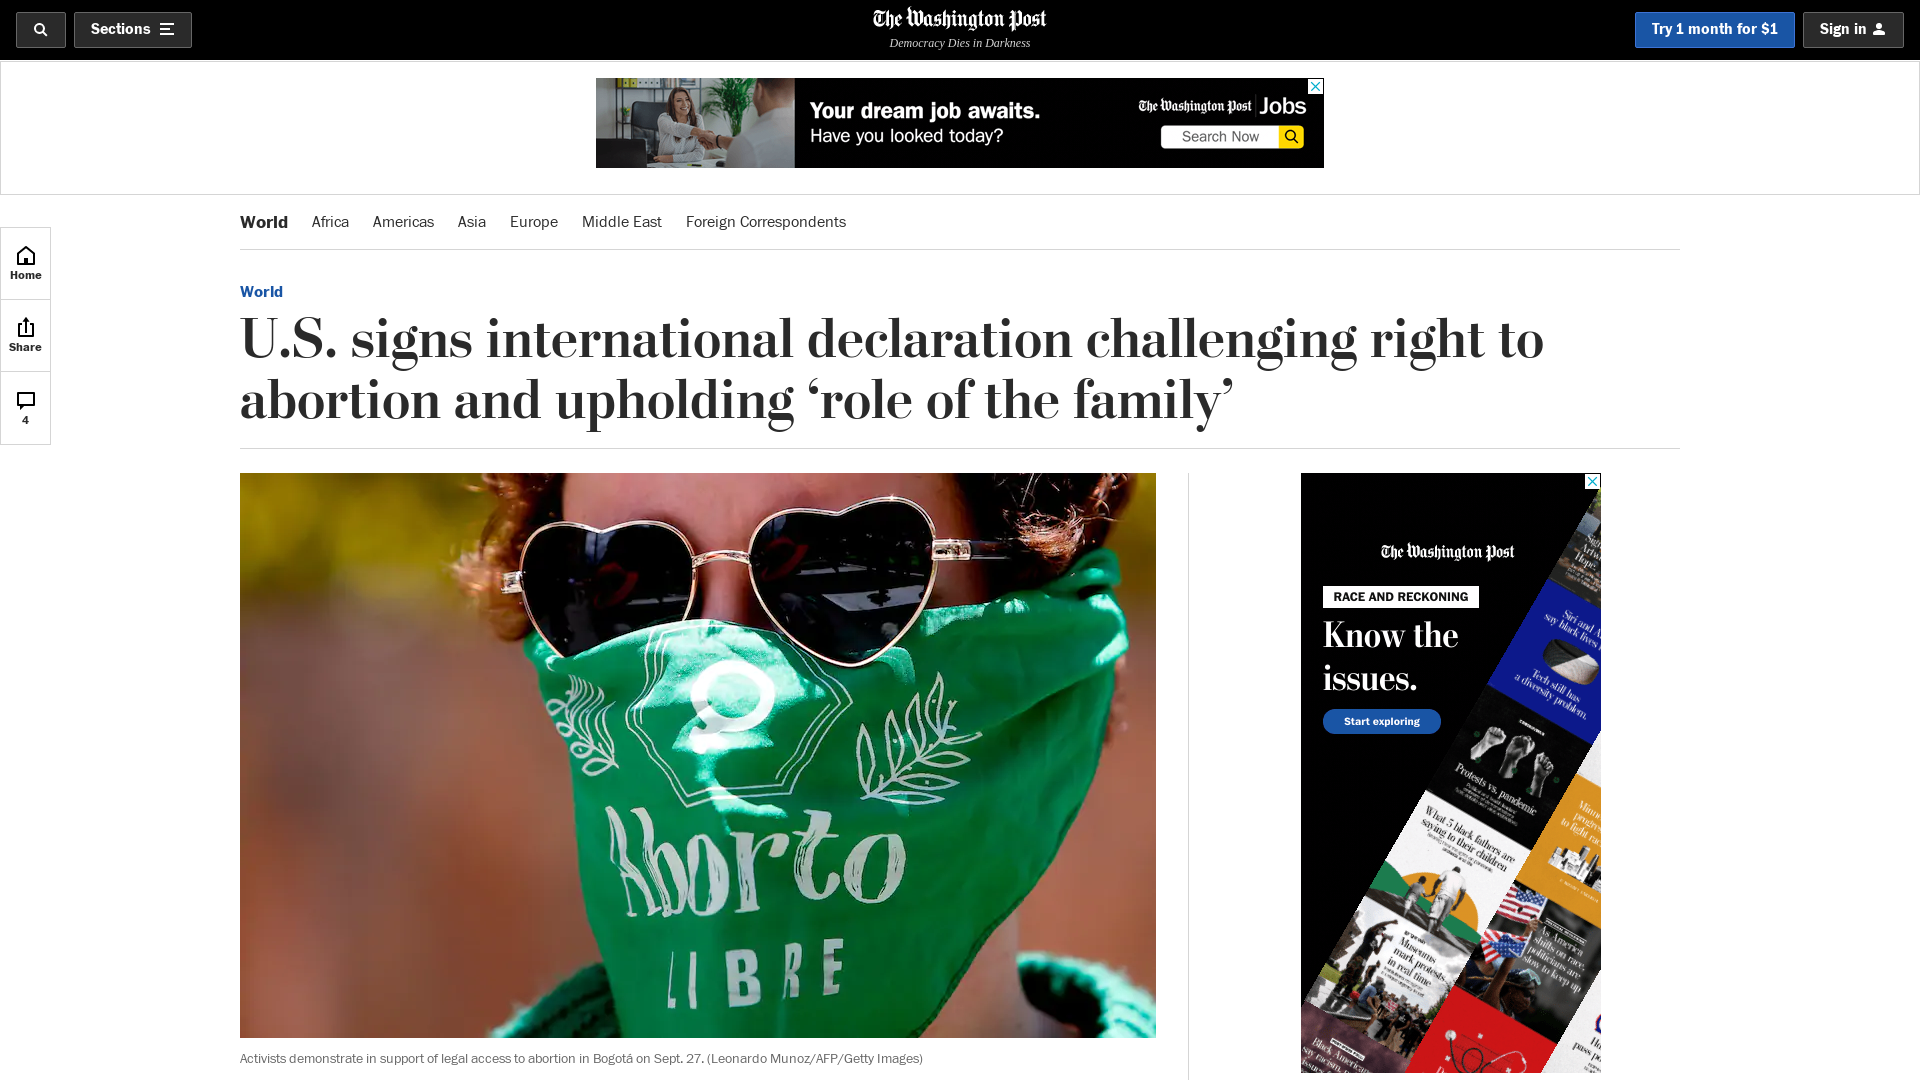 Sections
The Washington Post
Democracy Dies in Darkness
Try 1 month for $1
Sign in
Your dream job awaits.
Have you looked today?
The Washington Post Jobs
Search Now
World Africa Americas Asia Europe Middle East Foreign Correspondents
Home
Share
4
World
U.S. signs international declaration challenging right to
abortion and upholding ‘role of the family’
Aborto
LIBRE
Activists demonstrate in support of legal access to abortion in Bogotá on Sept. 27. (Leonardo Munoz/AFP/Getty Images)
The Washington Post
RACE AND RECKONING
Know the
issues.
Start exploring
Siri and A
say black lives
Tech still has
a diversity problem.
Protests vs. pandemic
What 5 black fathers are
saying to their children
Museums
mark protests
in real time
As America
shifts on race,
politicians are
slow to keep up